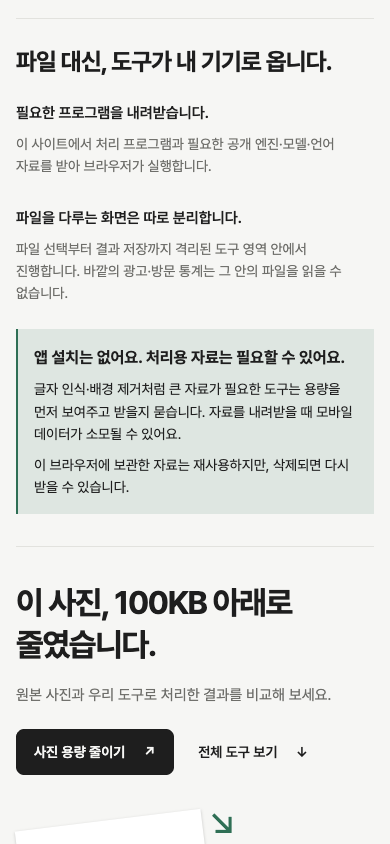 파일 대신, 도구가 내 기기로 옵니다.
필요한 프로그램을 내려받습니다.
이 사이트에서 처리 프로그램과 필요한 공개 엔진·모델·언어
자료를 받아 브라우저가 실행합니다.
파일을 다루는 화면은 따로 분리합니다.
파일 선택부터 결과 저장까지 격리된 도구 영역 안에서
진행합니다. 바깥의 광고·방문 통계는 그 안의 파일을 읽을 수
없습니다.
앱 설치는 없어요. 처리용 자료는 필요할 수 있어요.
글자 인식·배경 제거처럼 큰 자료가 필요한 도구는 용량을
먼저 보여주고 받을지 묻습니다. 자료를 내려받을 때 모바일
데이터가 소모될 수 있어요.
이 브라우저에 보관한 자료는 재사용하지만, 삭제되면 다시
받을 수 있습니다.
이 사진, 100KB 아래로
줄였습니다.
원본 사진과 우리 도구로 처리한 결과를 비교해 보세요.
사진 용량 줄이기 ↗ 전체 도구 보기 ↓